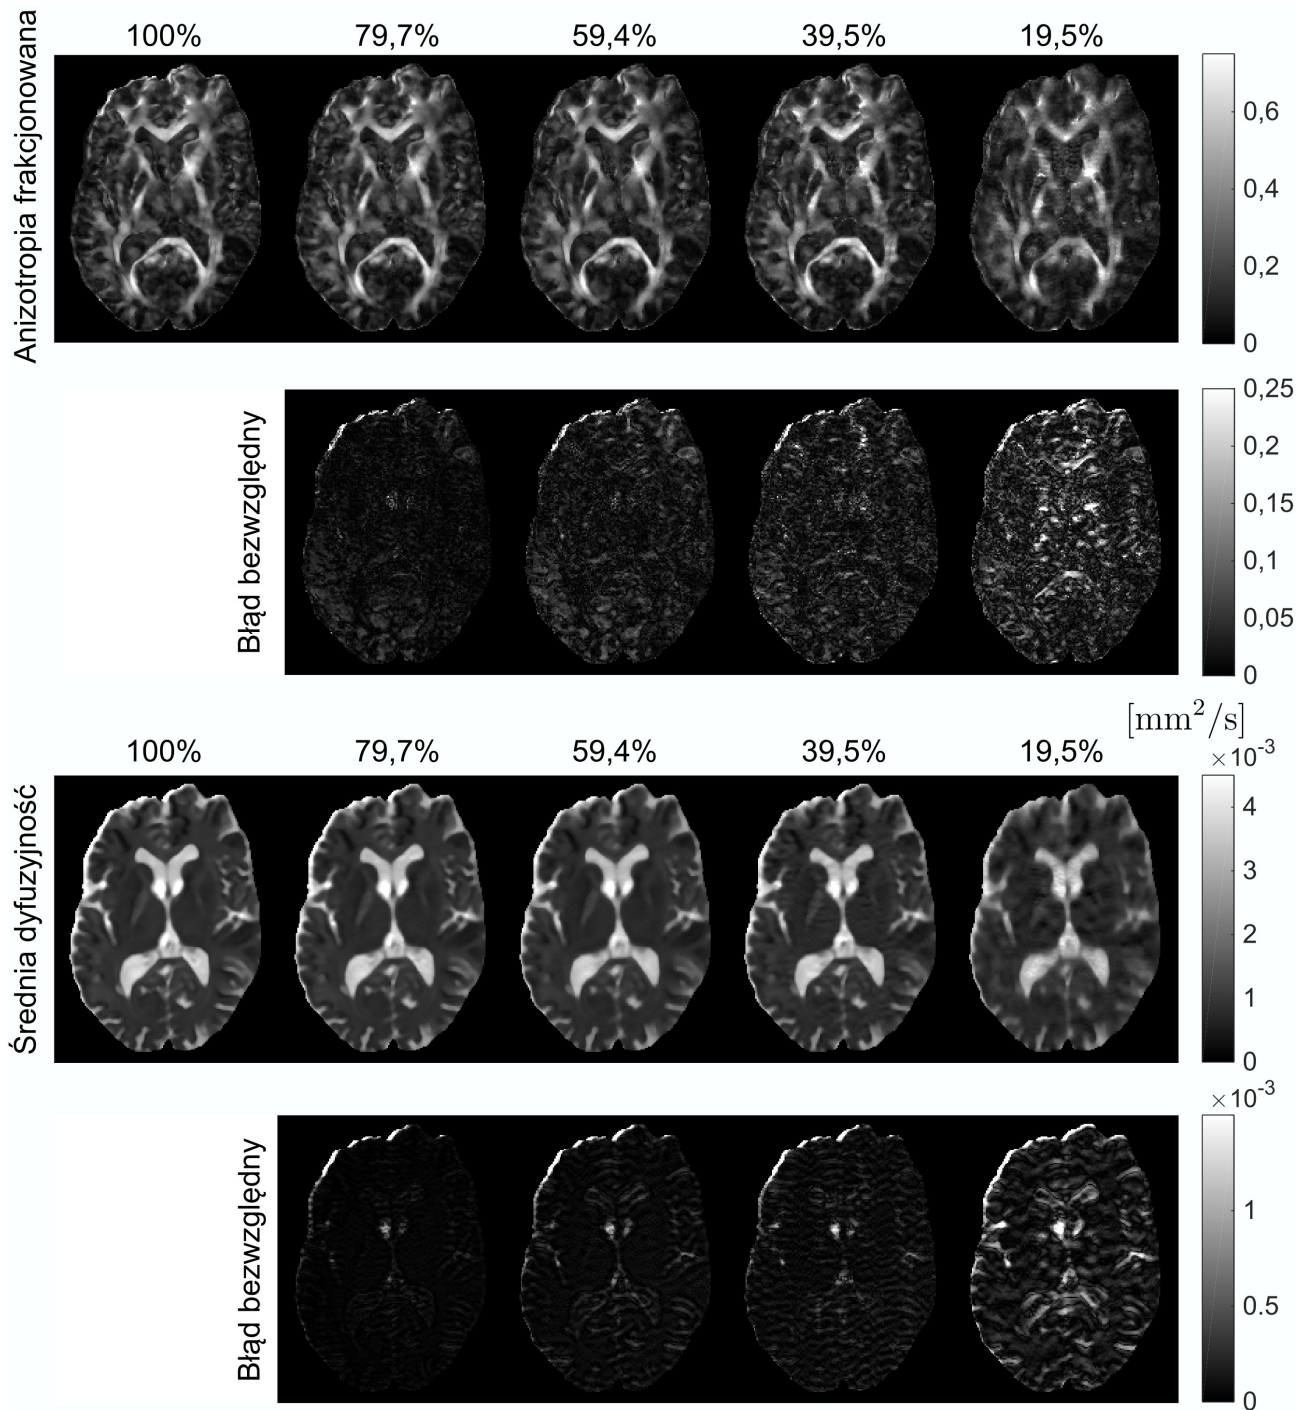 100% 79,7% 59,4% 39,5% 19,5%
Anizotropia frakcjonowana
0,6
0,4
0,2
0
Błąd bezwzględny
0,25
0,2
0,15
0,1
0,05
0
[mm²/s]
100% 79,7% 59,4% 39,5% 19,5%
×10⁻³
Średnia dyfuzyjność
4
3
2
1
0
Błąd bezwzględny
×10⁻³
1
0.5
0